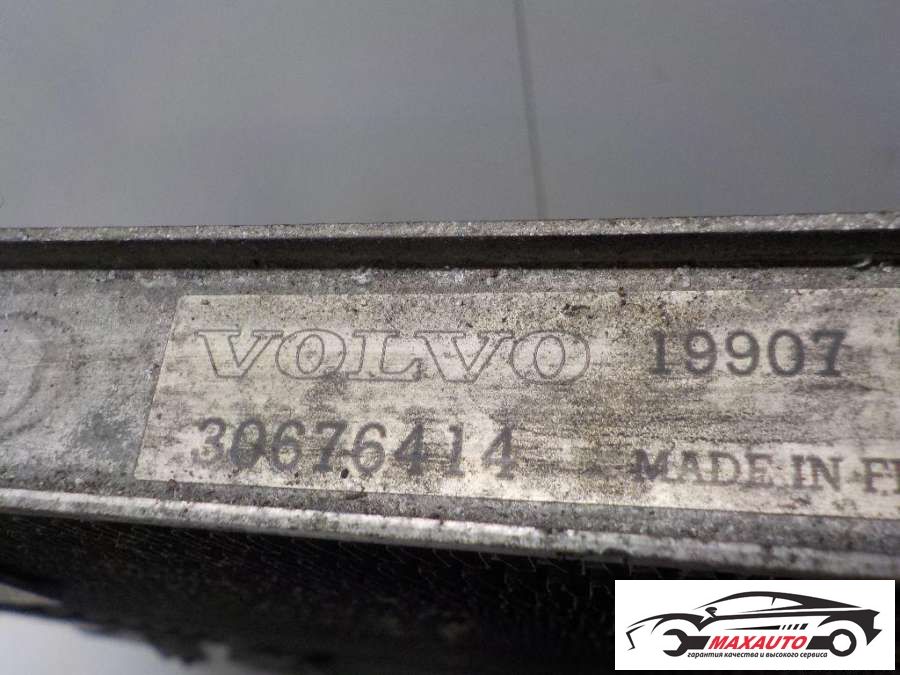 VOLVO 19907
30676414 MADE IN
MAXAUTO
гарантия качества и высокого сервиса